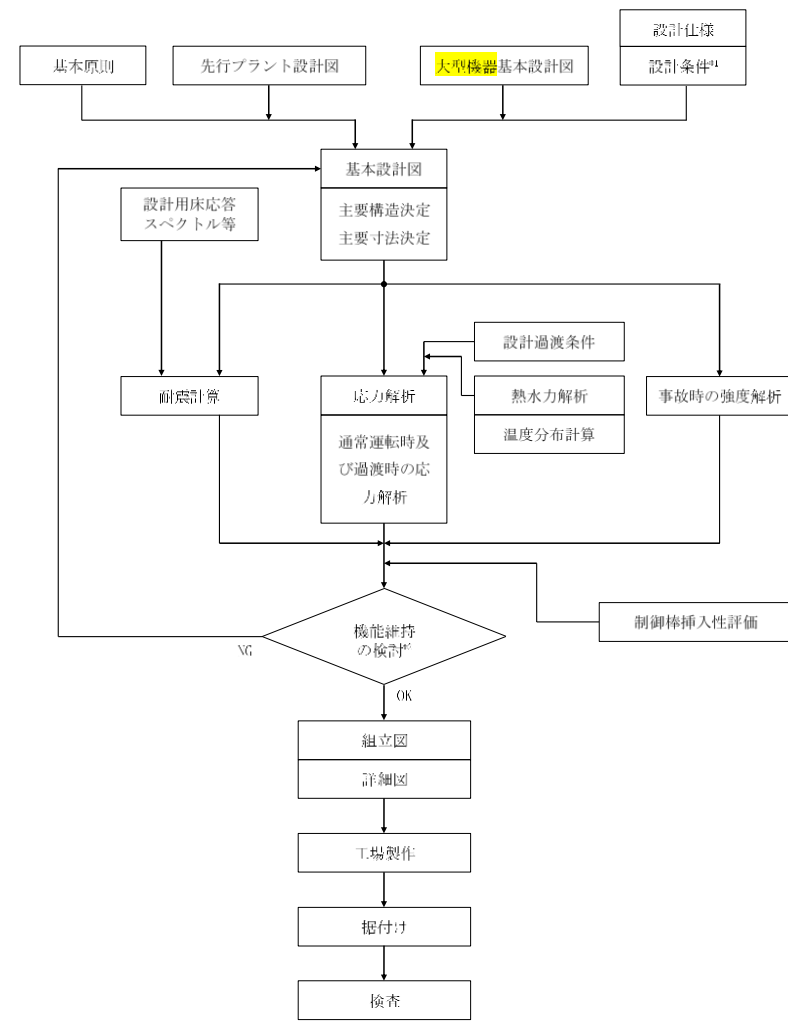 設計仕様
基本原則
先行プラント設計図
大型機器基本設計図
設計条件*1
基本設計図
設計用床応答
スペクトル等
主要構造決定
主要寸法決定
設計過渡条件
耐震計算
応力解析
熱水力解析
事故時の強度解析
温度分布計算
通常運転時及
び過渡時の応
力解析
制御棒挿入性評価
機能維持
の検討
NG
OK
組立図
詳細図
工場製作
据付け
検査